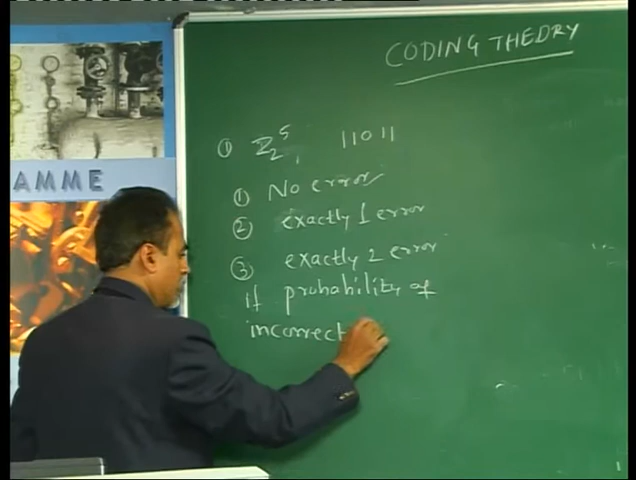 CODING THEORY
① Z₂⁵, 11011
① No error
② exactly 1 error
③ exactly 2 error
if probability of
incorrect
AMME